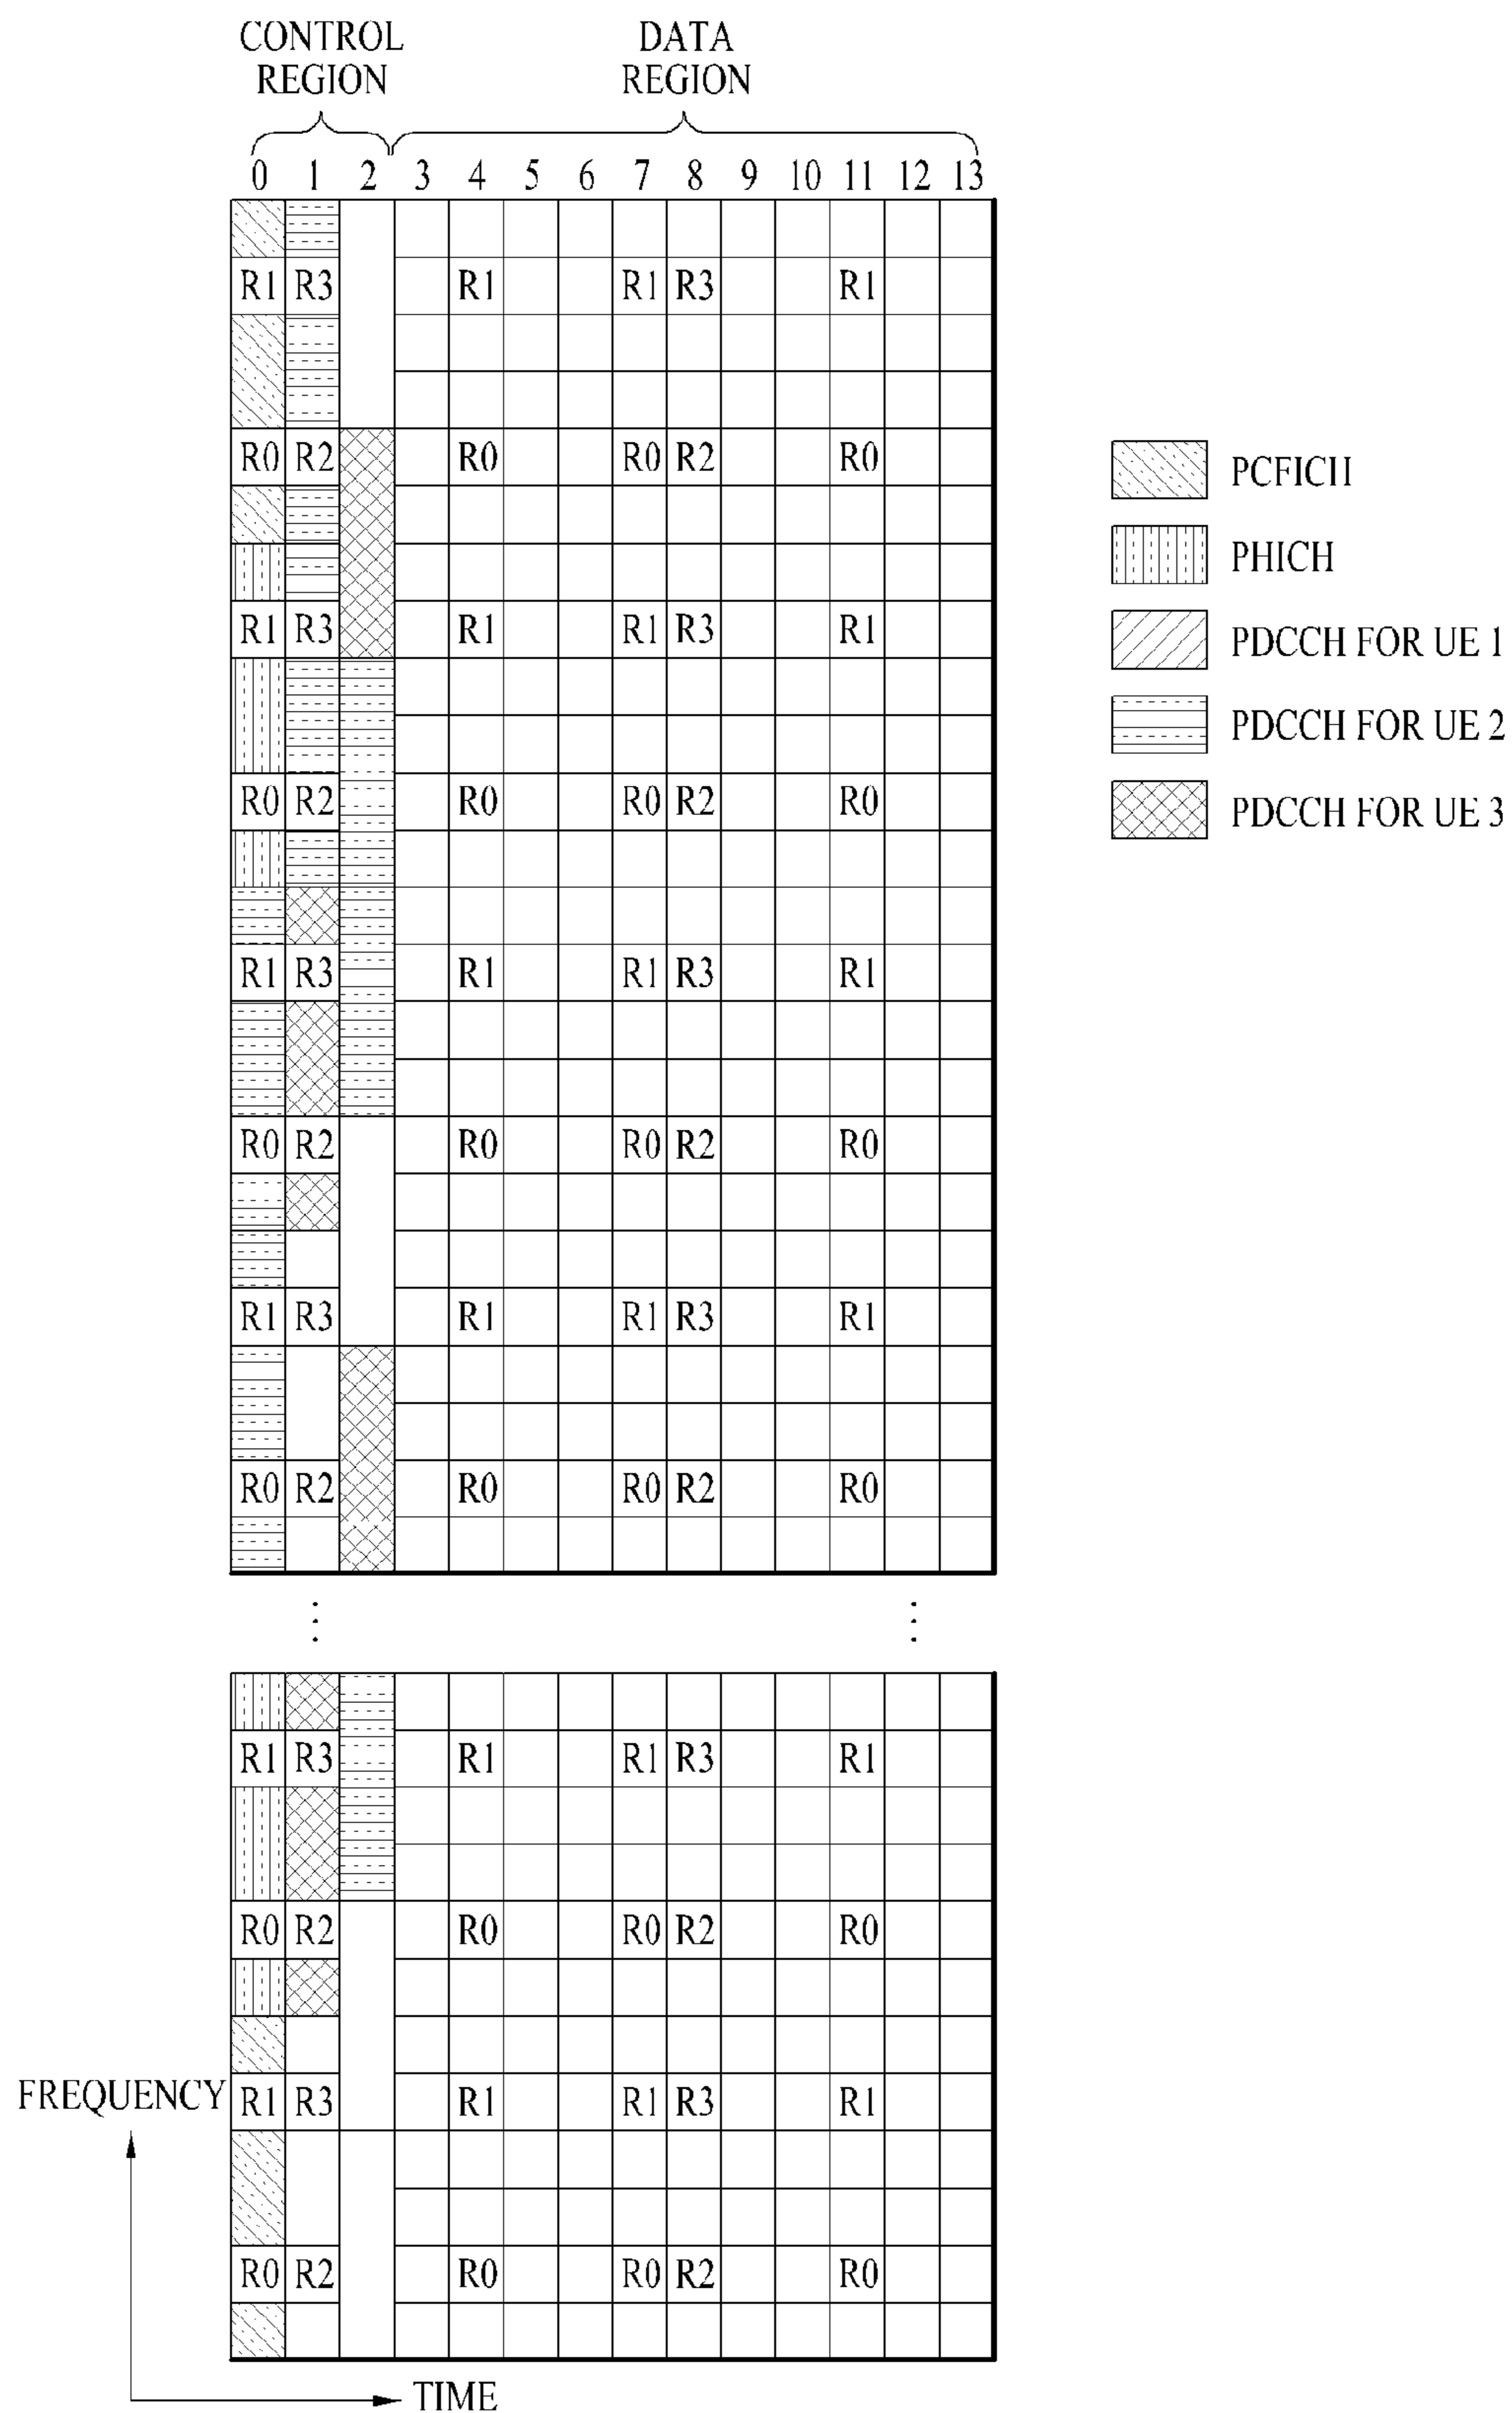 CONTROL REGION
DATA REGION
0 1 2 3 4 5 6 7 8 9 10 11 12 13
R1 R3 R1 R1 R3 R1
R0 R2 R0 R0 R2 R0
R1 R3 R1 R1 R3 R1
R0 R2 R0 R0 R2 R0
R1 R3 R1 R1 R3 R1
R0 R2 R0 R0 R2 R0
R1 R3 R1 R1 R3 R1
R0 R2 R0 R0 R2 R0
R1 R3 R1 R1 R3 R1
R0 R2 R0 R0 R2 R0
R1 R3 R1 R1 R3 R1
R0 R2 R0 R0 R2 R0
PCFICH
PHICH
PDCCH FOR UE 1
PDCCH FOR UE 2
PDCCH FOR UE 3
FREQUENCY
TIME